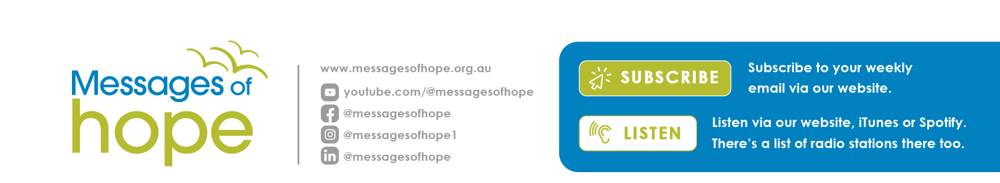 Messages of
hope
www.messagesofhope.org.au
youtube.com/@messagesofhope
@messagesofhope
@messagesofhope1
@messagesofhope
SUBSCRIBE
Subscribe to your weekly
email via our website.
LISTEN
Listen via our website, iTunes or Spotify.
There's a list of radio stations there too.